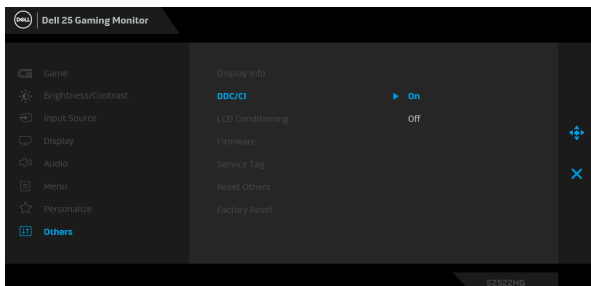 DELL Dell 25 Gaming Monitor
Game
Brightness/Contrast
Input Source
Display
Audio
Menu
Personalize
Others
Display Info
DDC/CI
On
LCD Conditioning
Off
Firmware
Service Tag
Reset Others
Factory Reset
S2522HG